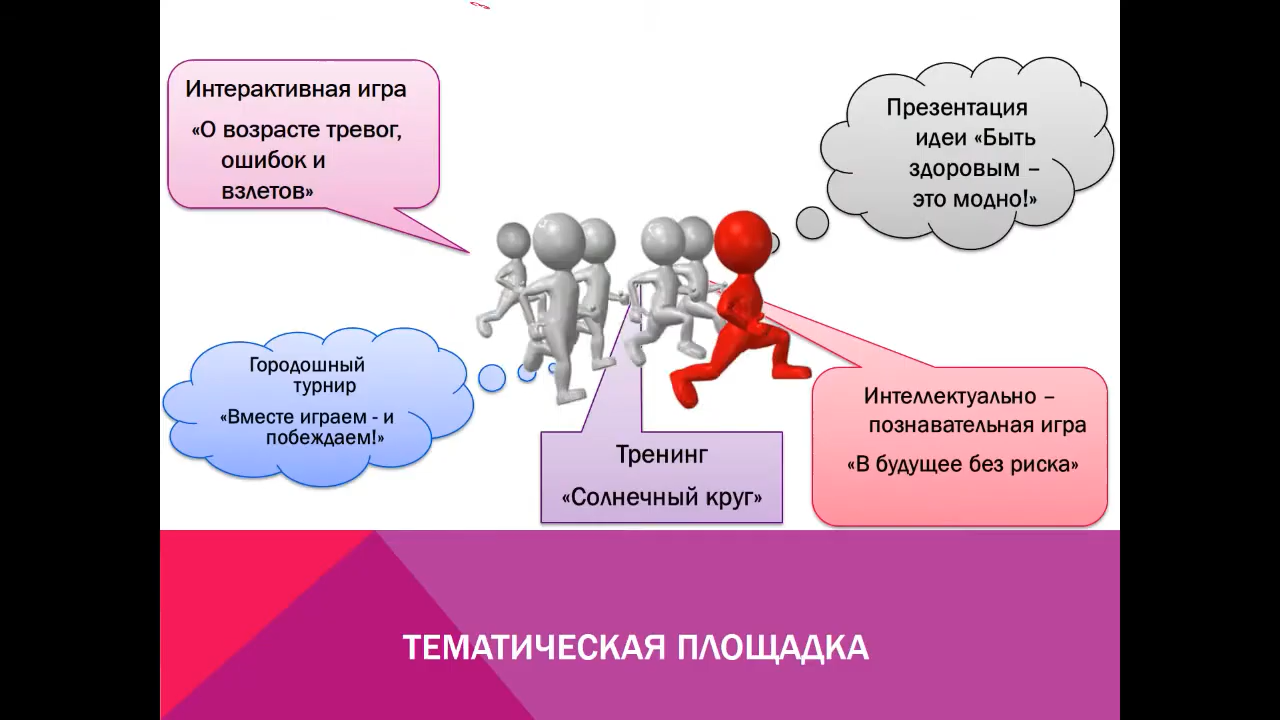 Интерактивная игра
«О возрасте тревог,
ошибок и
взлетов»
Презентация
идеи «Быть
здоровым –
это модно!»
Городошный
турнир
«Вместе играем - и
побеждаем!»
Тренинг
«Солнечный круг»
Интеллектуально –
познавательная игра
«В будущее без риска»
ТЕМАТИЧЕСКАЯ ПЛОЩАДКА